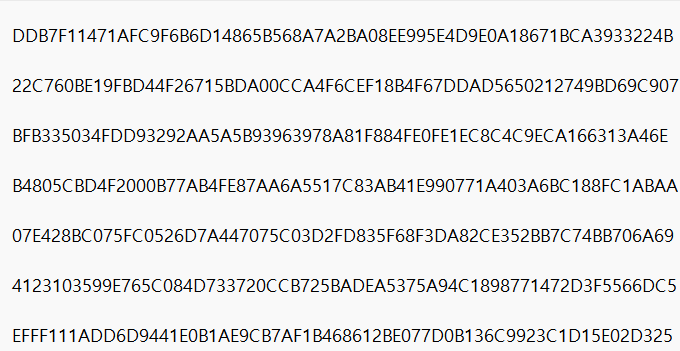 DDB7F11471AFC9F6B6D14865B568A7A2BA08EE995E4D9E0A18671BCA3933224B
22C760BE19FBD44F26715BDA00CCA4F6CEF18B4F67DDAD5650212749BD69C907
BFB335034FDD93292AA5A5B93963978A81F884FE0FE1EC8C4C9ECA166313A46E
B4805CBD4F2000B77AB4FE87AA6A5517C83AB41E990771A403A6BC188FC1ABAA
07E428BC075FC0526D7A447075C03D2FD835F68F3DA82CE352BB7C74BB706A69
4123103599E765C084D733720CCB725BADEA5375A94C1898771472D3F5566DC5
EFFF111ADD6D9441E0B1AE9CB7AF1B468612BE077D0B136C9923C1D15E02D325